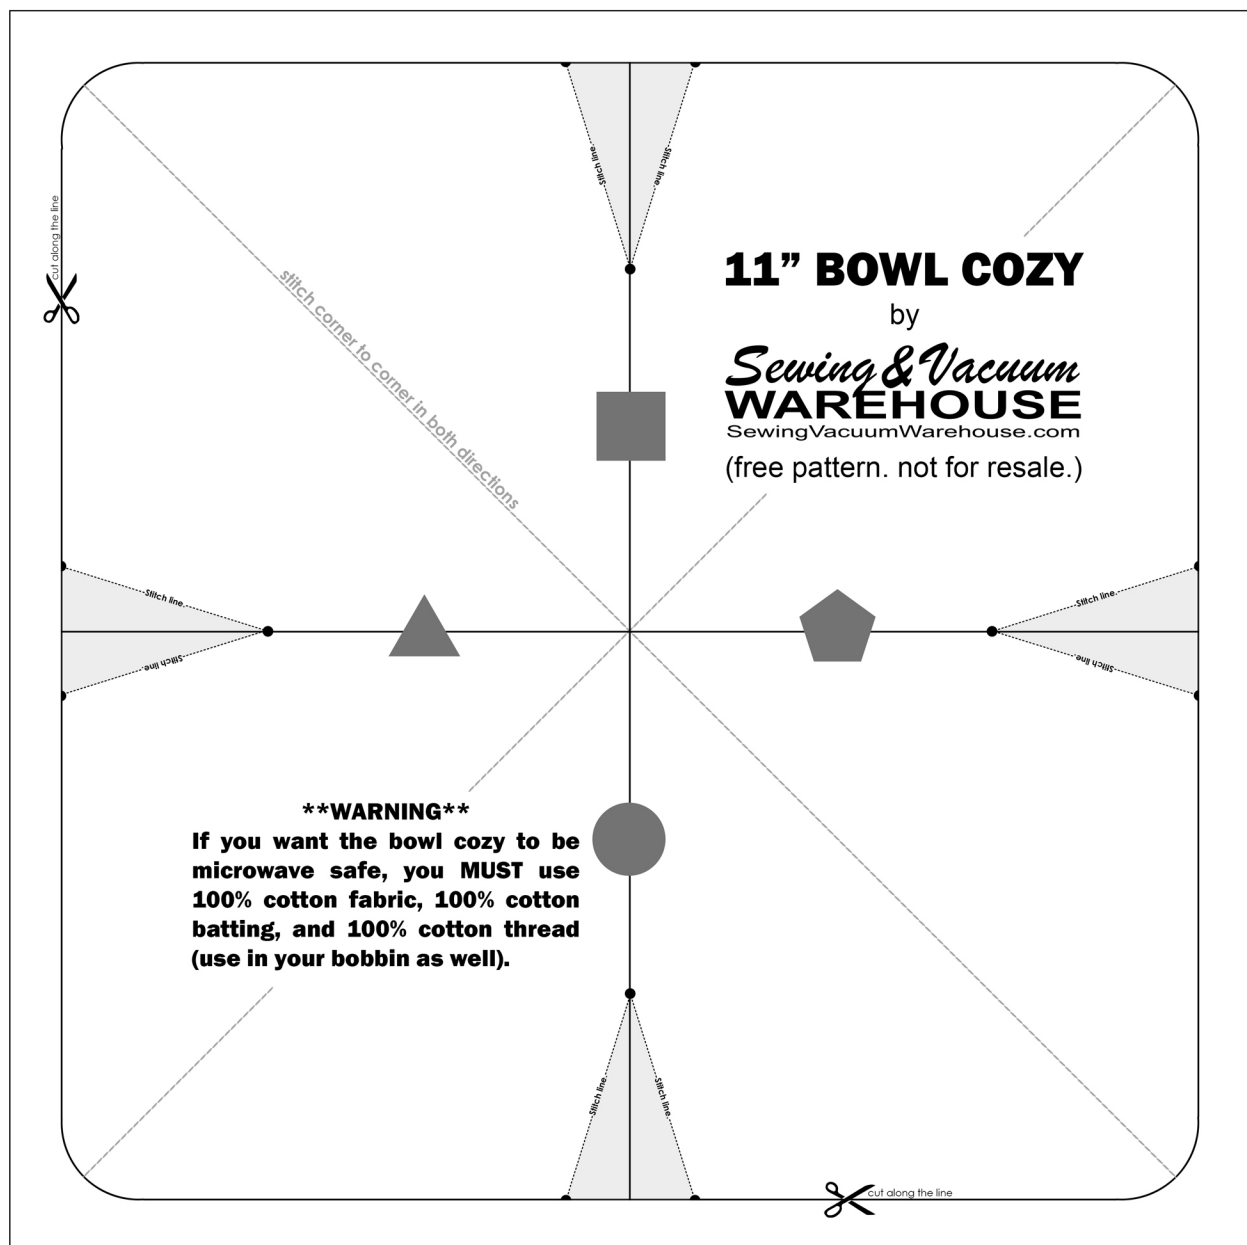 Stitch line
Stitch line
cut along the line
11” BOWL COZY
by
Sewing & Vacuum
WAREHOUSE
SewingVacuumWarehouse.com
(free pattern. not for resale.)
stitch corner to corner in both directions
Stitch line
Stitch line
Stitch line
Stitch line
**WARNING**
If you want the bowl cozy to be
microwave safe, you MUST use
100% cotton fabric, 100% cotton
batting, and 100% cotton thread
(use in your bobbin as well).
Stitch line
Stitch line
cut along the line